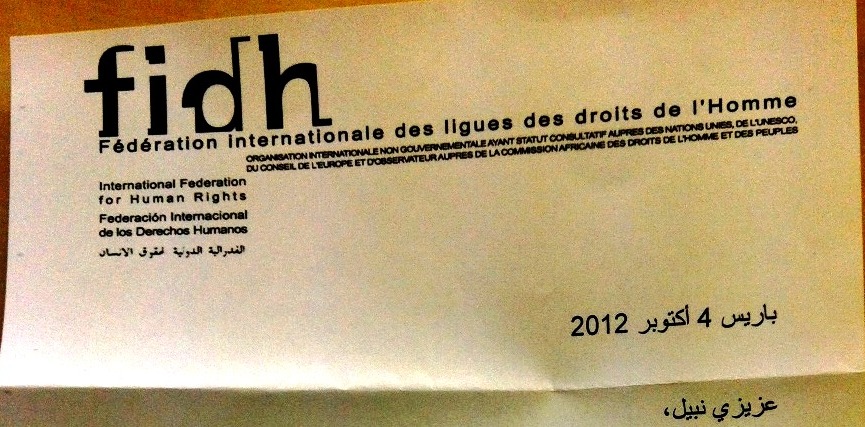 fidh
Fédération internationale des ligues des droits de l'Homme
ORGANISATION INTERNATIONALE NON GOUVERNEMENTALE AYANT STATUT CONSULTATIF AUPRES DES NATIONS UNIES, DE L'UNESCO,
DU CONSEIL DE L'EUROPE ET D'OBSERVATEUR AUPRES DE LA COMMISSION AFRICAINE DES DROITS DE L'HOMME ET DES PEUPLES
International Federation
for Human Rights
Federación Internacional
de los Derechos Humanos
الفدرالية الدولية لحقوق الانسان
باريس 4 أكتوبر 2012
عزيزي نبيل،